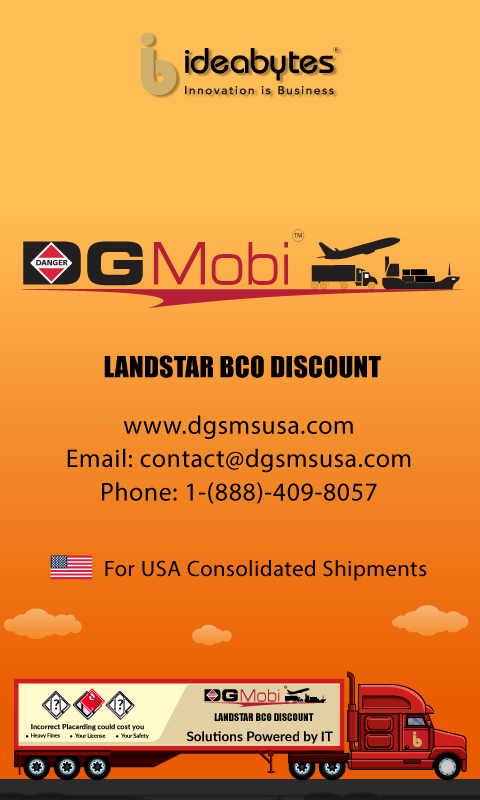 ideabytes®
Innovation is Business
DANGER
DGMobi TM
LANDSTAR BCO DISCOUNT
www.dgsmsusa.com
Email: contact@dgsmsusa.com
Phone: 1-(888)-409-8057
For USA Consolidated Shipments
? ?
Incorrect Placarding could cost you
• Heavy Fines • Your License • Your Safety
DGMobi
LANDSTAR BCO DISCOUNT
Solutions Powered by IT